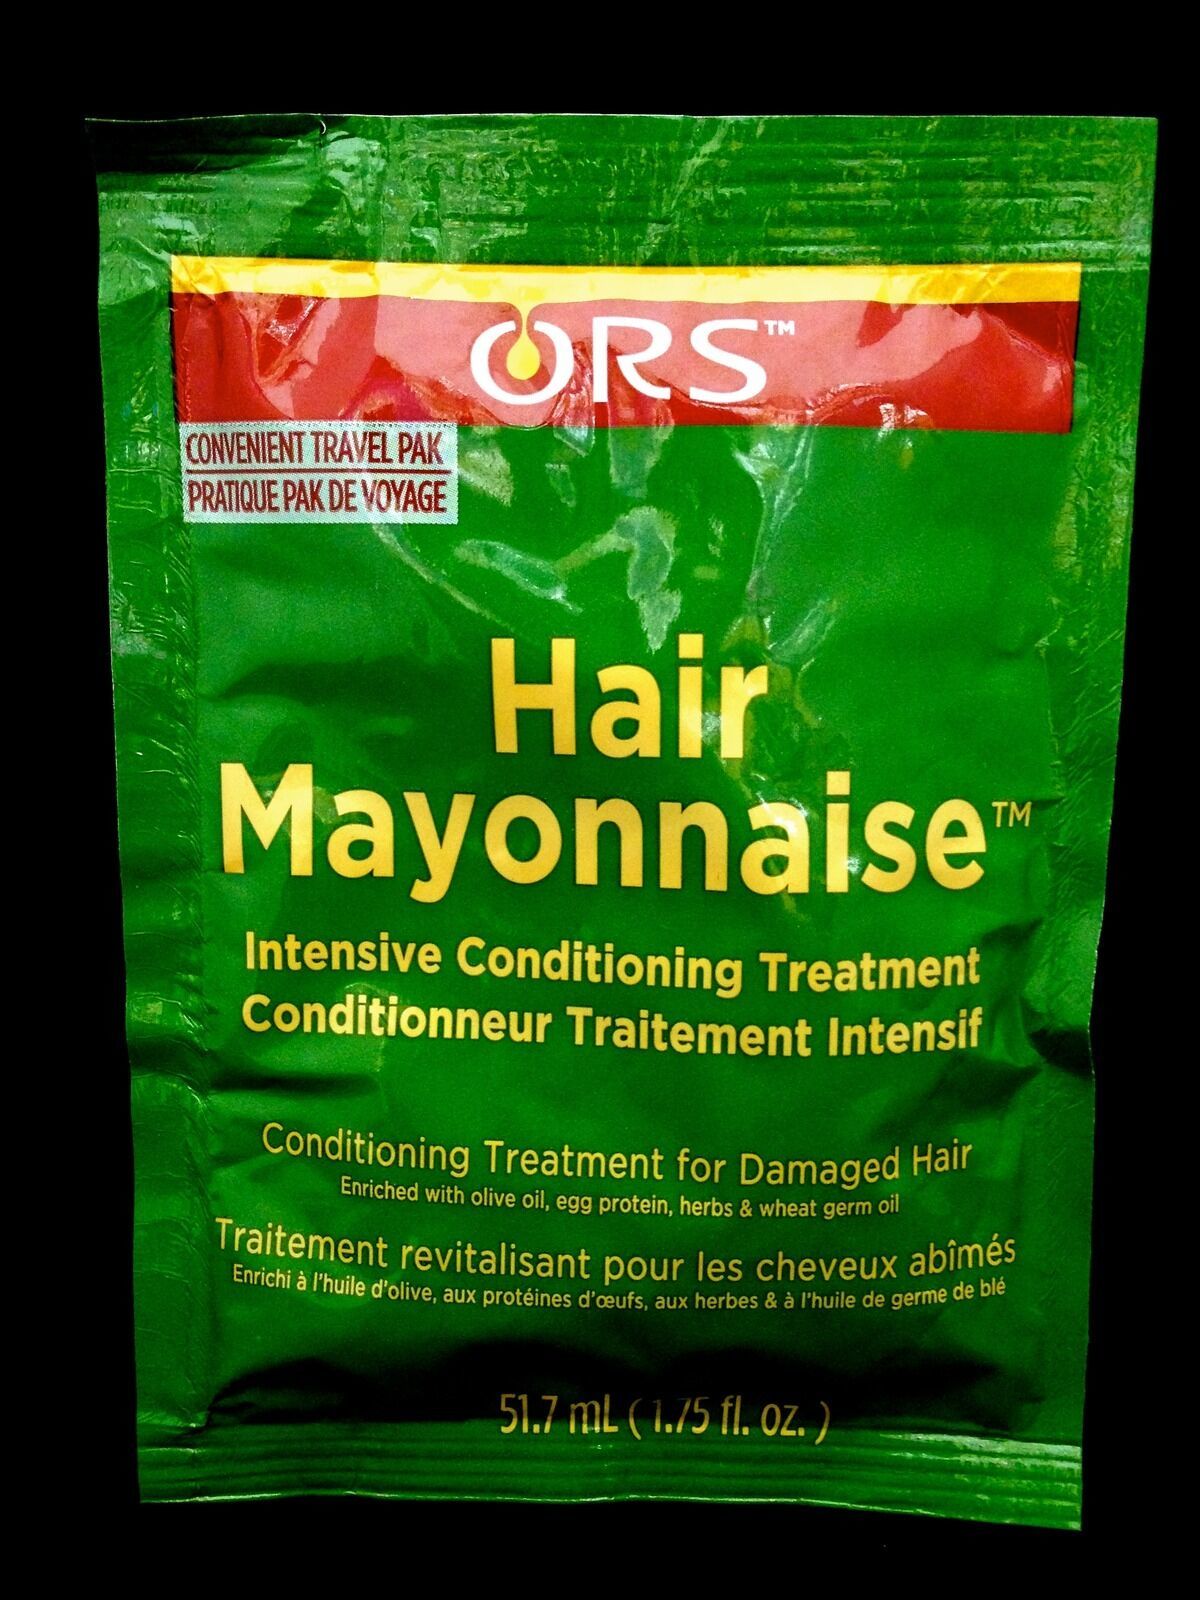 ORS™
CONVENIENT TRAVEL PAK
PRATIQUE PAK DE VOYAGE
Hair
Mayonnaise™
Intensive Conditioning Treatment
Conditionneur Traitement Intensif
Conditioning Treatment for Damaged Hair
Enriched with olive oil, egg protein, herbs & wheat germ oil
Traitement revitalisant pour les cheveux abîmés
Enrichi à l'huile d'olive, aux protéines d'œufs, aux herbes & à l'huile de germe de blé
51.7 mL ( 1.75 fl. oz. )